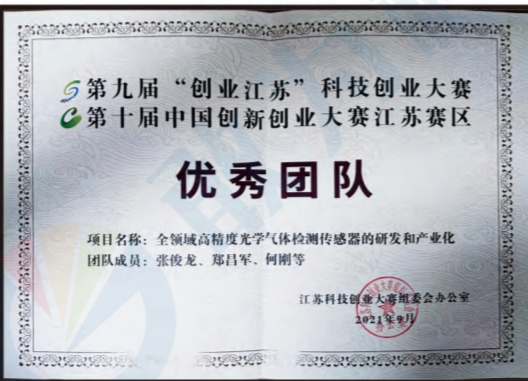 第九届“创业江苏”科技创业大赛
第十届中国创新创业大赛江苏赛区
优秀团队
项目名称：全领域高精度光学气体检测传感器的研发和产业化
团队成员：张俊龙、郑昌军、何刚等
江苏科技创业大赛组委会办公室
2021年9月